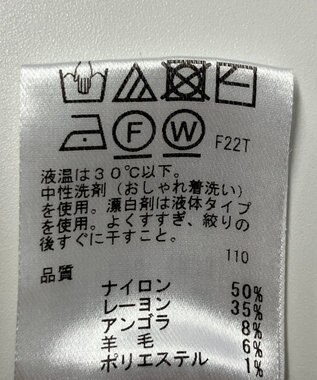 F W F22T
液温は30℃以下。
中性洗剤(おしゃれ着洗い)
を使用。漂白剤は液体タイプ
を使用。よくすすぎ、絞りの
後すぐに干すこと。
110
品質
ナイロン 50%
レーヨン 35%
アンゴラ 8%
羊毛 6%
ポリエステル 1%